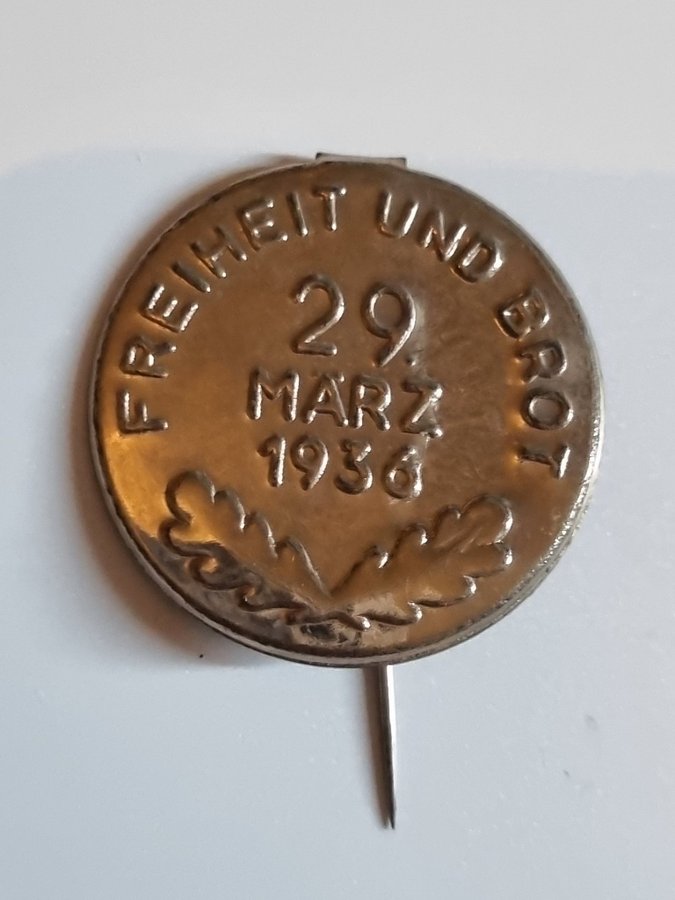 FREIHEIT UND BROT
29.
MÄRZ
1936